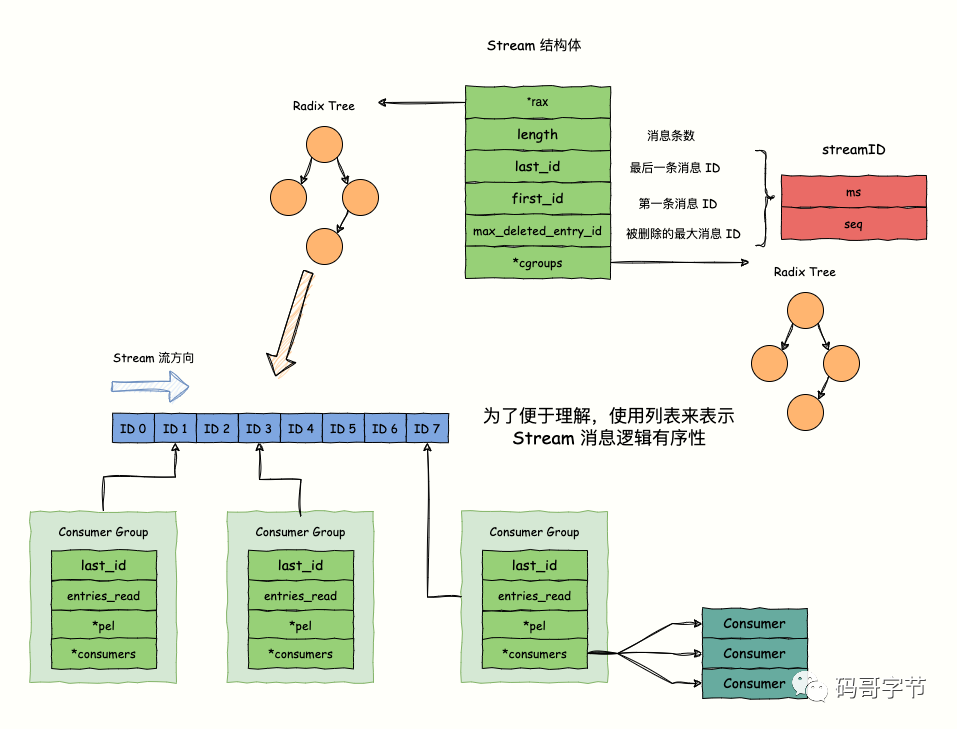 Stream 结构体
Radix Tree
*rax
length
消息条数
last_id
最后一条消息 ID
first_id
第一条消息 ID
max_deleted_entry_id
被删除的最大消息 ID
*cgroups
streamID
ms
seq
Radix Tree
Stream 流方向
ID 0
ID 1
ID 2
ID 3
ID 4
ID 5
ID 6
ID 7
为了便于理解，使用列表来表示
Stream 消息逻辑有序性
Consumer Group
last_id
entries_read
*pel
*consumers
Consumer Group
last_id
entries_read
*pel
*consumers
Consumer Group
last_id
entries_read
*pel
*consumers
Consumer
Consumer
Consumer
码哥字节